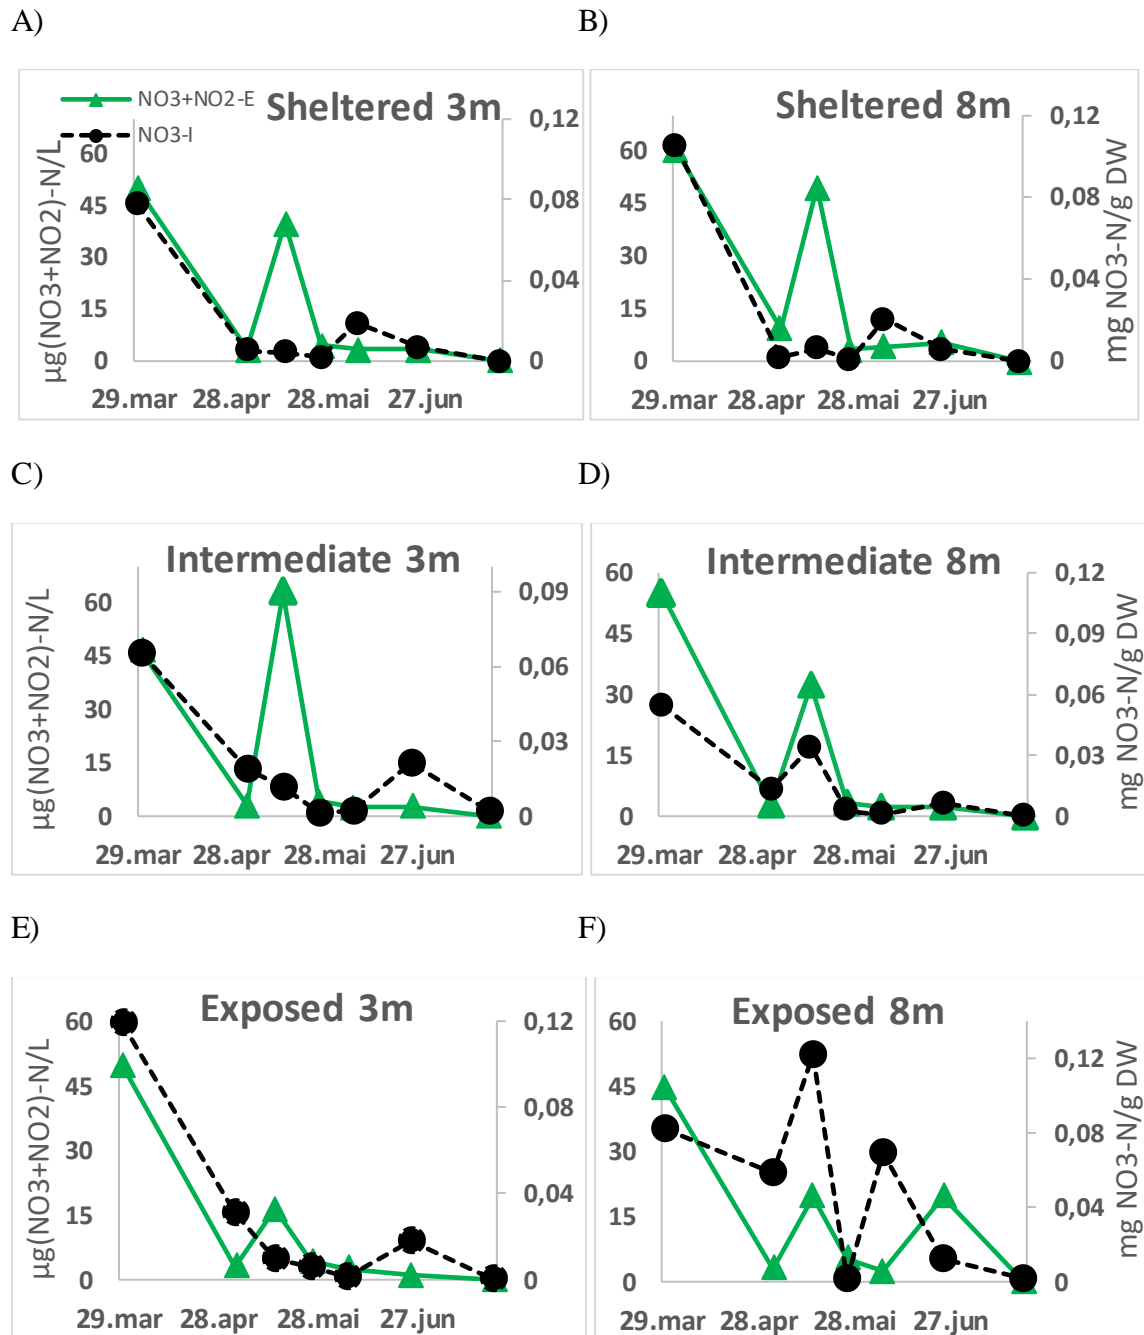 A)
B)
NO3+NO2-E
NO3-I
Sheltered 3m
µg(NO3+NO2)-N/L
60
45
30
15
0
0,12
0,08
0,04
0
29.mar 28.apr 28.mai 27.jun
Sheltered 8m
60
45
30
15
0
0,12
0,08
0,04
0
mg NO3-N/g DW
29.mar 28.apr 28.mai 27.jun
C)
D)
Intermediate 3m
µg(NO3+NO2)-N/L
60
45
30
15
0
0,09
0,06
0,03
0
29.mar 28.apr 28.mai 27.jun
Intermediate 8m
60
45
30
15
0
0,12
0,09
0,06
0,03
0
mg NO3-N/g DW
29.mar 28.apr 28.mai 27.jun
E)
F)
Exposed 3m
µg(NO3+NO2)-N/L
60
45
30
15
0
0,12
0,08
0,04
0
29.mar 28.apr 28.mai 27.jun
Exposed 8m
60
45
30
15
0
0,12
0,08
0,04
0
mg NO3-N/g DW
29.mar 28.apr 28.mai 27.jun